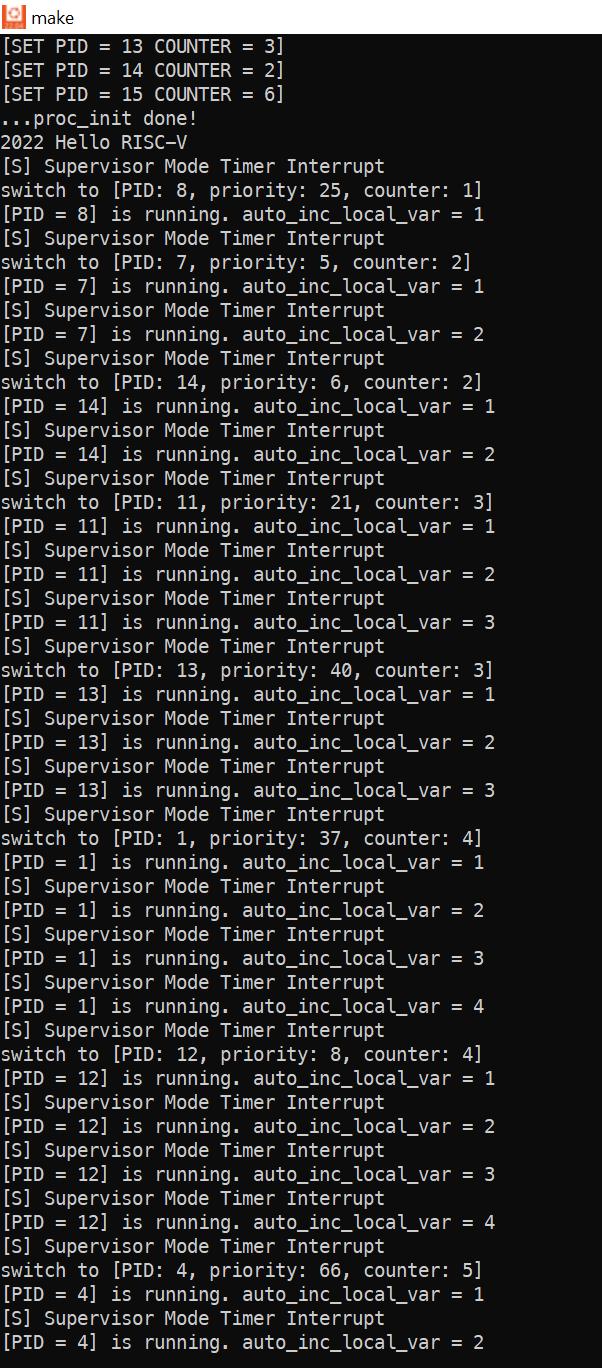 make
[SET PID = 13 COUNTER = 3]
[SET PID = 14 COUNTER = 2]
[SET PID = 15 COUNTER = 6]
...proc_init done!
2022 Hello RISC-V
[S] Supervisor Mode Timer Interrupt
switch to [PID: 8, priority: 25, counter: 1]
[PID = 8] is running. auto_inc_local_var = 1
[S] Supervisor Mode Timer Interrupt
switch to [PID: 7, priority: 5, counter: 2]
[PID = 7] is running. auto_inc_local_var = 1
[S] Supervisor Mode Timer Interrupt
[PID = 7] is running. auto_inc_local_var = 2
[S] Supervisor Mode Timer Interrupt
switch to [PID: 14, priority: 6, counter: 2]
[PID = 14] is running. auto_inc_local_var = 1
[S] Supervisor Mode Timer Interrupt
[PID = 14] is running. auto_inc_local_var = 2
[S] Supervisor Mode Timer Interrupt
switch to [PID: 11, priority: 21, counter: 3]
[PID = 11] is running. auto_inc_local_var = 1
[S] Supervisor Mode Timer Interrupt
[PID = 11] is running. auto_inc_local_var = 2
[S] Supervisor Mode Timer Interrupt
[PID = 11] is running. auto_inc_local_var = 3
[S] Supervisor Mode Timer Interrupt
switch to [PID: 13, priority: 40, counter: 3]
[PID = 13] is running. auto_inc_local_var = 1
[S] Supervisor Mode Timer Interrupt
[PID = 13] is running. auto_inc_local_var = 2
[S] Supervisor Mode Timer Interrupt
[PID = 13] is running. auto_inc_local_var = 3
[S] Supervisor Mode Timer Interrupt
switch to [PID: 1, priority: 37, counter: 4]
[PID = 1] is running. auto_inc_local_var = 1
[S] Supervisor Mode Timer Interrupt
[PID = 1] is running. auto_inc_local_var = 2
[S] Supervisor Mode Timer Interrupt
[PID = 1] is running. auto_inc_local_var = 3
[S] Supervisor Mode Timer Interrupt
[PID = 1] is running. auto_inc_local_var = 4
[S] Supervisor Mode Timer Interrupt
switch to [PID: 12, priority: 8, counter: 4]
[PID = 12] is running. auto_inc_local_var = 1
[S] Supervisor Mode Timer Interrupt
[PID = 12] is running. auto_inc_local_var = 2
[S] Supervisor Mode Timer Interrupt
[PID = 12] is running. auto_inc_local_var = 3
[S] Supervisor Mode Timer Interrupt
[PID = 12] is running. auto_inc_local_var = 4
[S] Supervisor Mode Timer Interrupt
switch to [PID: 4, priority: 66, counter: 5]
[PID = 4] is running. auto_inc_local_var = 1
[S] Supervisor Mode Timer Interrupt
[PID = 4] is running. auto_inc_local_var = 2